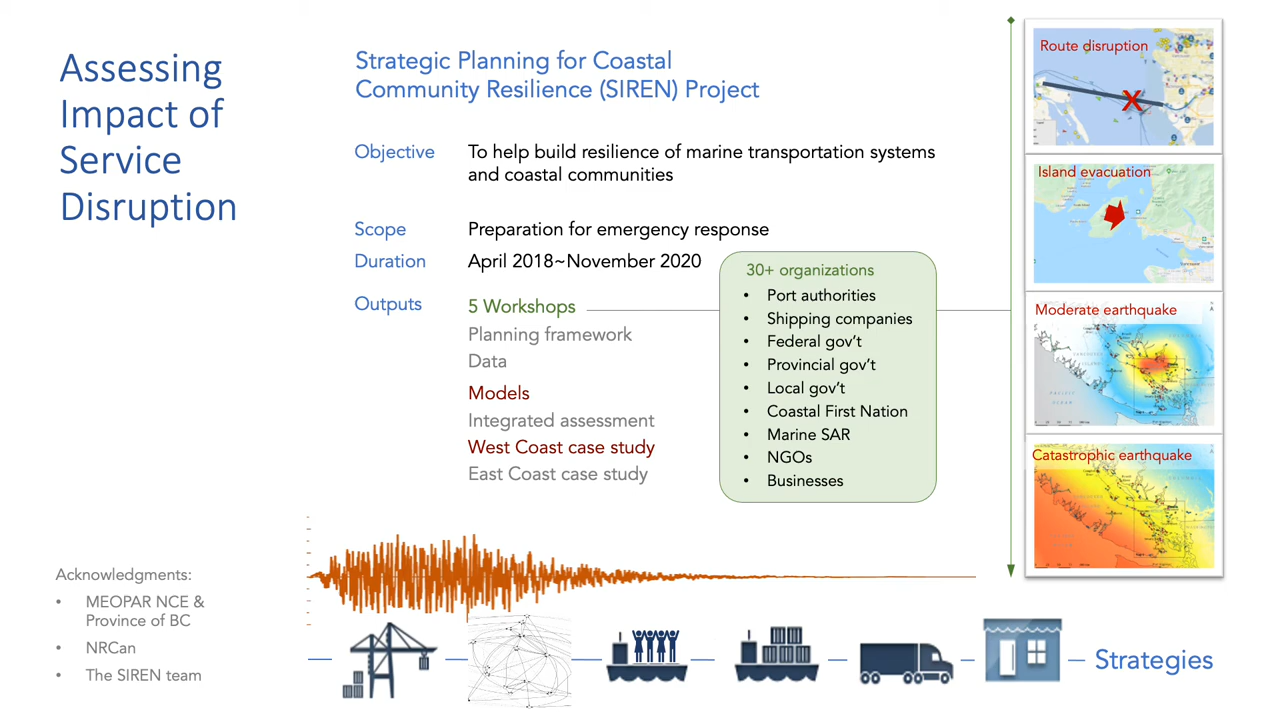 Assessing
Impact of
Service
Disruption
Strategic Planning for Coastal
Community Resilience (SIREN) Project
Objective
To help build resilience of marine transportation systems
and coastal communities
Scope
Preparation for emergency response
Duration
April 2018~November 2020
Outputs
5 Workshops
Planning framework
Data
Models
Integrated assessment
West Coast case study
East Coast case study
30+ organizations
• Port authorities
• Shipping companies
• Federal gov't
• Provincial gov't
• Local gov't
• Coastal First Nation
• Marine SAR
• NGOs
• Businesses
Route disruption
X
Island evacuation
Moderate earthquake
Catastrophic earthquake
Acknowledgments:
• MEOPAR NCE &
Province of BC
• NRCan
• The SIREN team
Strategies